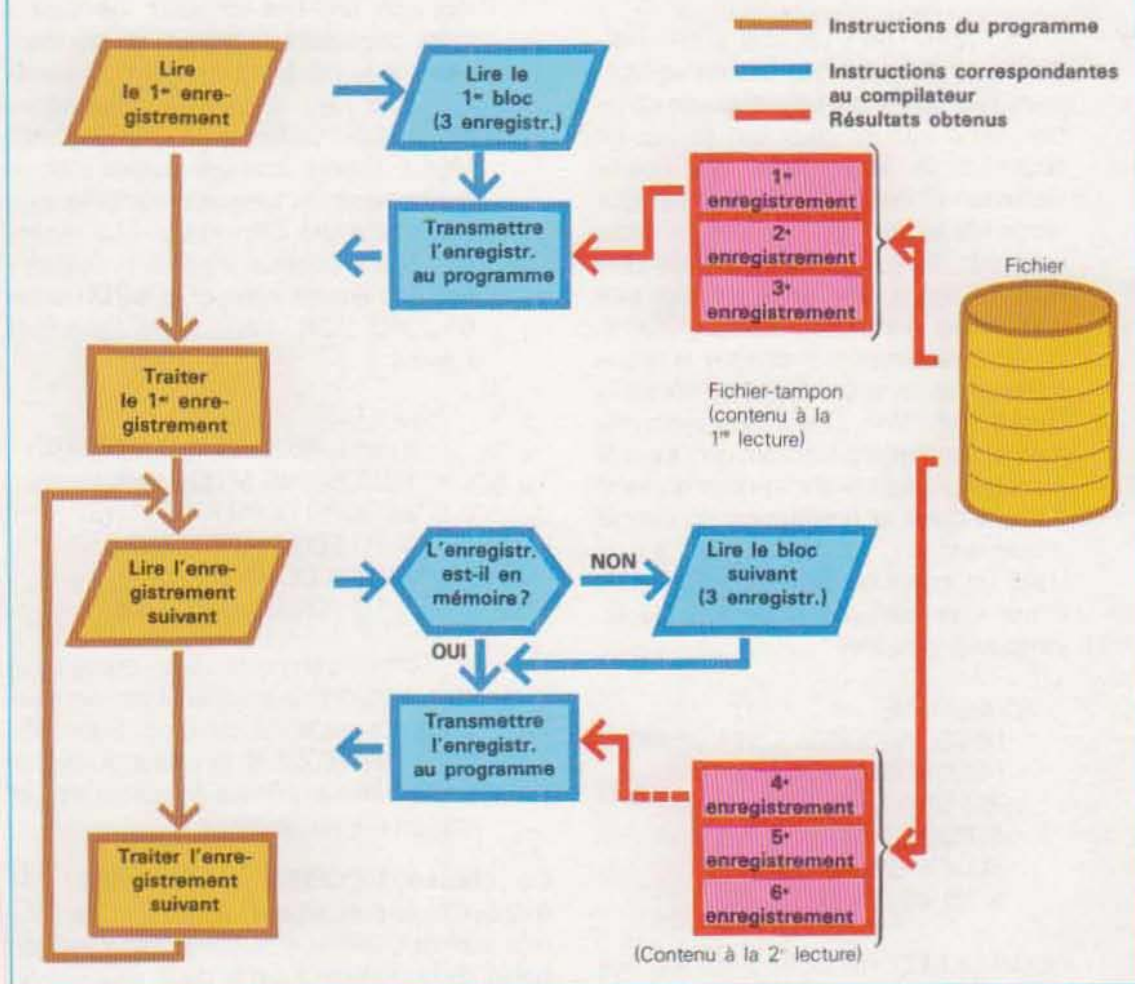 Instructions du programme
Instructions correspondantes
au compilateur
Résultats obtenus
Lire
le 1er enre-
gistrement
Lire le
1er bloc
(3 enregistr.)
Transmettre
l'enregistr.
au programme
1er
enregistrement
2e
enregistrement
3e
enregistrement
Fichier
Fichier-tampon
(contenu à la
1re lecture)
Traiter
le 1er enre-
gistrement
Lire l'enre-
gistrement
suivant
L'enregistr.
est-il en
mémoire?
NON
Lire le bloc
suivant
(3 enregistr.)
OUI
Transmettre
l'enregistr.
au programme
4e
enregistrement
5e
enregistrement
6e
enregistrement
Traiter l'enre-
gistrement
suivant
(Contenu à la 2e lecture)